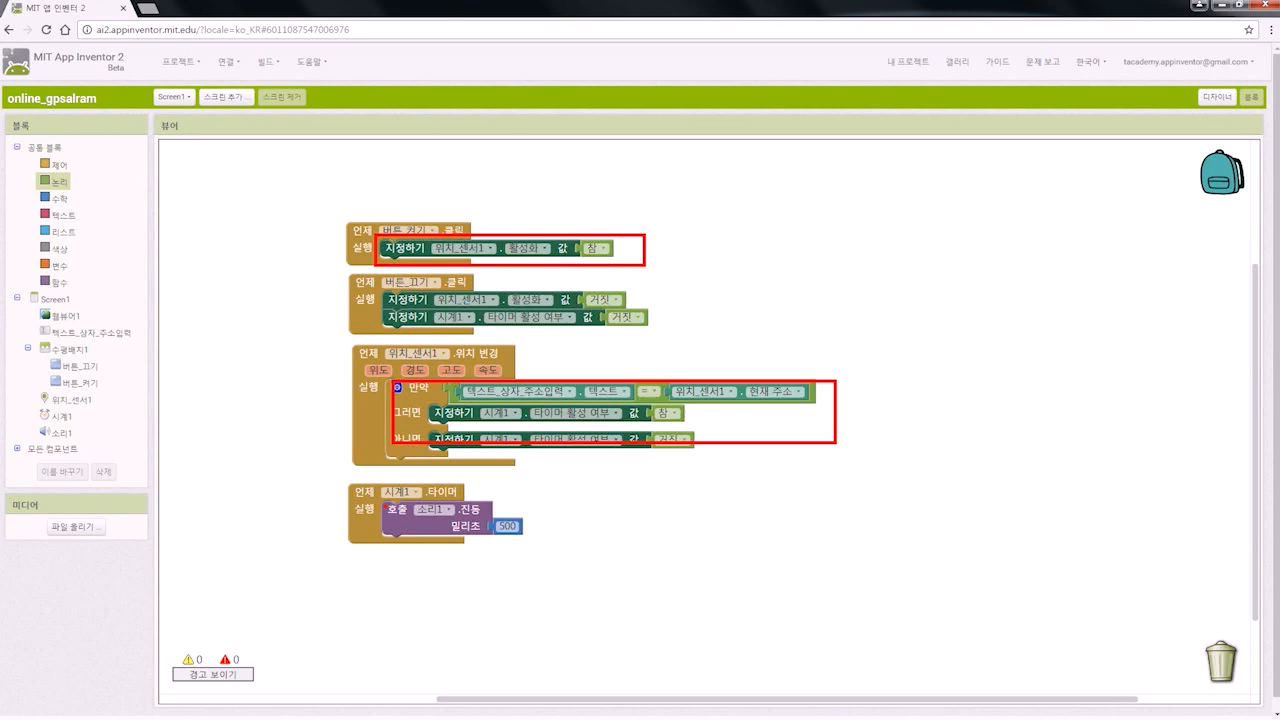 MIT 앱 인벤터 2
ai2.appinventor.mit.edu/?locale=ko_KR#6011087547006976
MIT App Inventor 2
Beta
프로젝트 연결 빌드 도움말 내 프로젝트 갤러리 가이드 문제 보고 한국어 tacademy.appinventor@gmail.com
online_gpsalram Screen1 스크린 추가 ... 스크린 제거 디자이너 블록
블록
뷰어
공통 블록
제어
논리
수학
텍스트
리스트
색상
변수
함수
Screen1
웹뷰어1
텍스트_상자_주소입력
수평배치1
버튼_끄기
버튼_켜기
위치_센서1
시계1
소리1
모든 컴포넌트
이름 바꾸기 삭제
미디어
파일 올리기 ...
언제 버튼_켜기 .클릭
실행 지정하기 위치_센서1 . 활성화 값 참
언제 버튼_끄기 .클릭
실행 지정하기 위치_센서1 . 활성화 값 거짓
지정하기 시계1 . 타이머 활성 여부 값 거짓
언제 위치_센서1 .위치 변경
위도 경도 고도 속도
실행 만약 텍스트_상자_주소입력 . 텍스트 = 위치_센서1 . 현재 주소
그러면 지정하기 시계1 . 타이머 활성 여부 값 참
아니면 지정하기 시계1 . 타이머 활성 여부 값 거짓
언제 시계1 .타이머
실행 호출 소리1 .진동
밀리초 500
0 0
경고 보이기